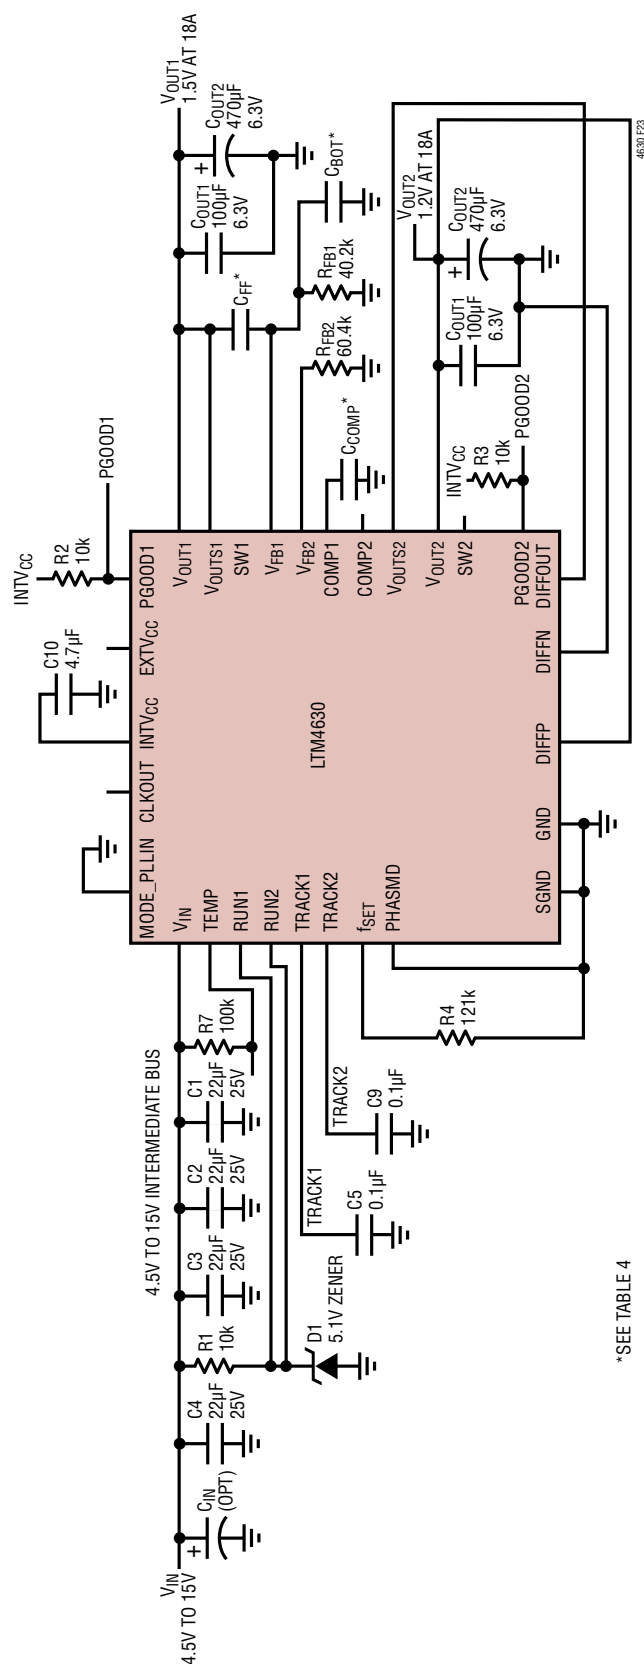 INTVCC
R2
10k
PGOOD1
C10
4.7µF
VOUT1
1.5V AT 18A
COUT2
470µF
6.3V
COUT1
100µF
6.3V
CFF*
CBOT*
RFB1
40.2k
RFB2
60.4k
CCOMP*
VOUT2
1.2V AT 18A
COUT2
470µF
6.3V
COUT1
100µF
6.3V
INTVCC
R3
10k
PGOOD2
MODE_PLLIN
CLKOUT
INTVCC
EXTVCC
PGOOD1
VIN
TEMP
RUN1
RUN2
TRACK1
TRACK2
fSET
PHASMD
LTM4630
VOUT1
VOUTS1
SW1
VFB1
VFB2
COMP1
COMP2
VOUTS2
VOUT2
SW2
PGOOD2
SGND
GND
DIFFP
DIFFN
DIFFOUT
VIN
4.5V TO 15V
4.5V TO 15V INTERMEDIATE BUS
CIN
(OPT)
C4
22µF
25V
R1
10k
C3
22µF
25V
C2
22µF
25V
C1
22µF
25V
R7
100k
D1
5.1V ZENER
TRACK1
C5
0.1µF
TRACK2
C9
0.1µF
R4
121k
*SEE TABLE 4
4630 F23